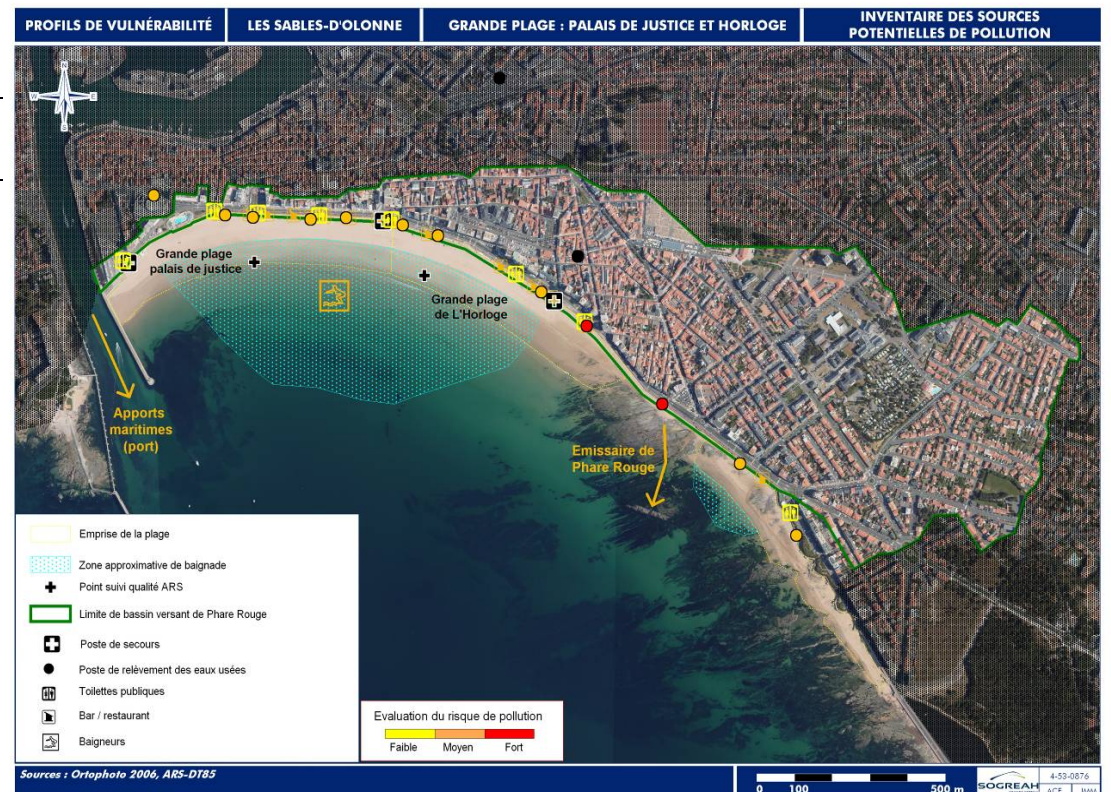 PROFILS DE VULNÉRABILITÉ
LES SABLES-D'OLONNE
GRANDE PLAGE : PALAIS DE JUSTICE ET HORLOGE
INVENTAIRE DES SOURCES
POTENTIELLES DE POLLUTION
N
W E
S
Grande plage
palais de justice
Grande plage
de L'Horloge
Apports
maritimes
(port)
Emissaire de
Phare Rouge
Emprise de la plage
Zone approximative de baignade
Point suivi qualité ARS
Limite de bassin versant de Phare Rouge
Poste de secours
Poste de relèvement des eaux usées
Toilettes publiques
Bar / restaurant
Baigneurs
Evaluation du risque de pollution
Faible Moyen Fort
Sources : Ortophoto 2006, ARS-DT85
0 100 500 m
SOGREAH
4-53-0876
ACF JMM